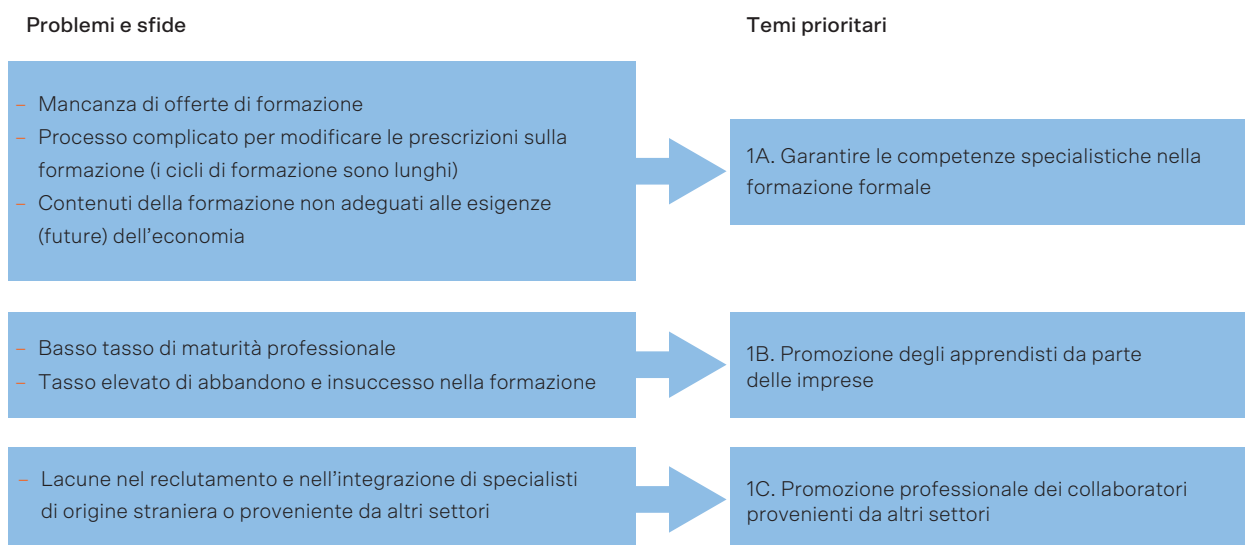 Problemi e sfide
Temi prioritari
– Mancanza di offerte di formazione
– Processo complicato per modificare le prescrizioni sulla
formazione (i cicli di formazione sono lunghi)
– Contenuti della formazione non adeguati alle esigenze
(future) dell’economia
1A. Garantire le competenze specialistiche nella
formazione formale
– Basso tasso di maturità professionale
– Tasso elevato di abbandono e insuccesso nella formazione
1B. Promozione degli apprendisti da parte
delle imprese
– Lacune nel reclutamento e nell’integrazione di specialisti
di origine straniera o proveniente da altri settori
1C. Promozione professionale dei collaboratori
provenienti da altri settori